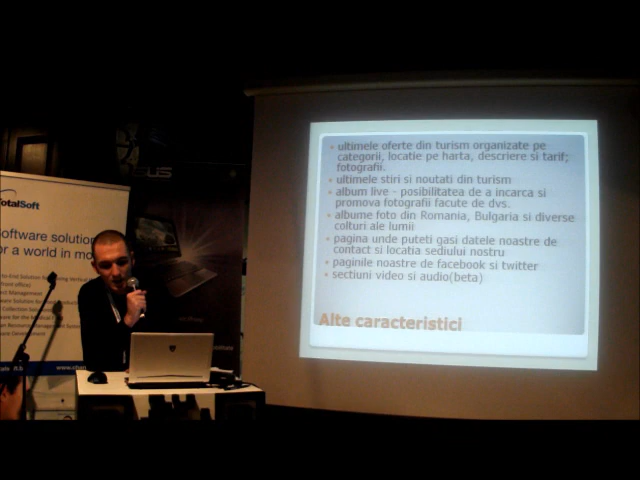 ultimele oferte din turism organizate pe
categorii, locatie pe harta, descriere si tarif;
fotografii.
ultimele stiri si noutati din turism
album live - posibilitatea de a incarca si
promova fotografii facute de dvs.
albume foto din Romania, Bulgaria si diverse
colturi ale lumii
pagina unde puteti gasi datele noastre de
contact si locatia sediului nostru
paginile noastre de facebook si twitter
sectiuni video si audio(beta)
Alte caracteristici
TotalSoft
Software solution
for a world in mo